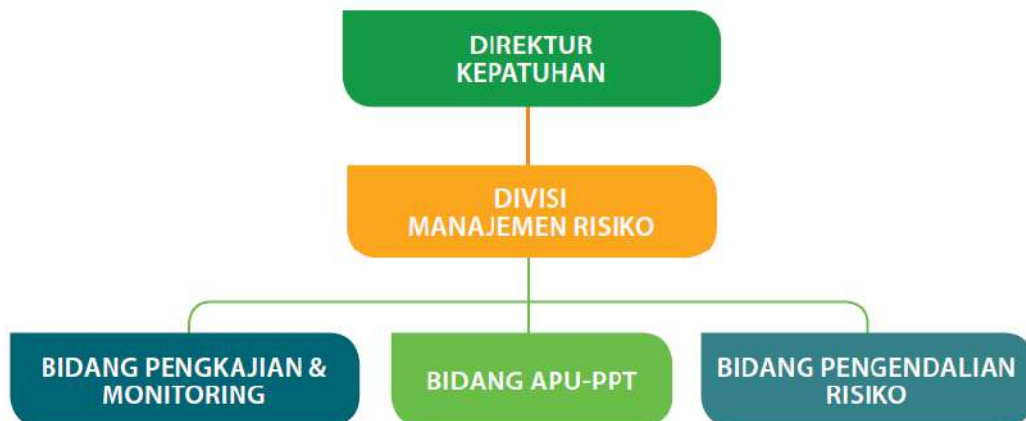 DIREKTUR
KEPATUHAN
DIVISI
MANAJEMEN RISIKO
BIDANG PENGKAJIAN &
MONITORING
BIDANG APU-PPT
BIDANG PENGENDALIAN
RISIKO